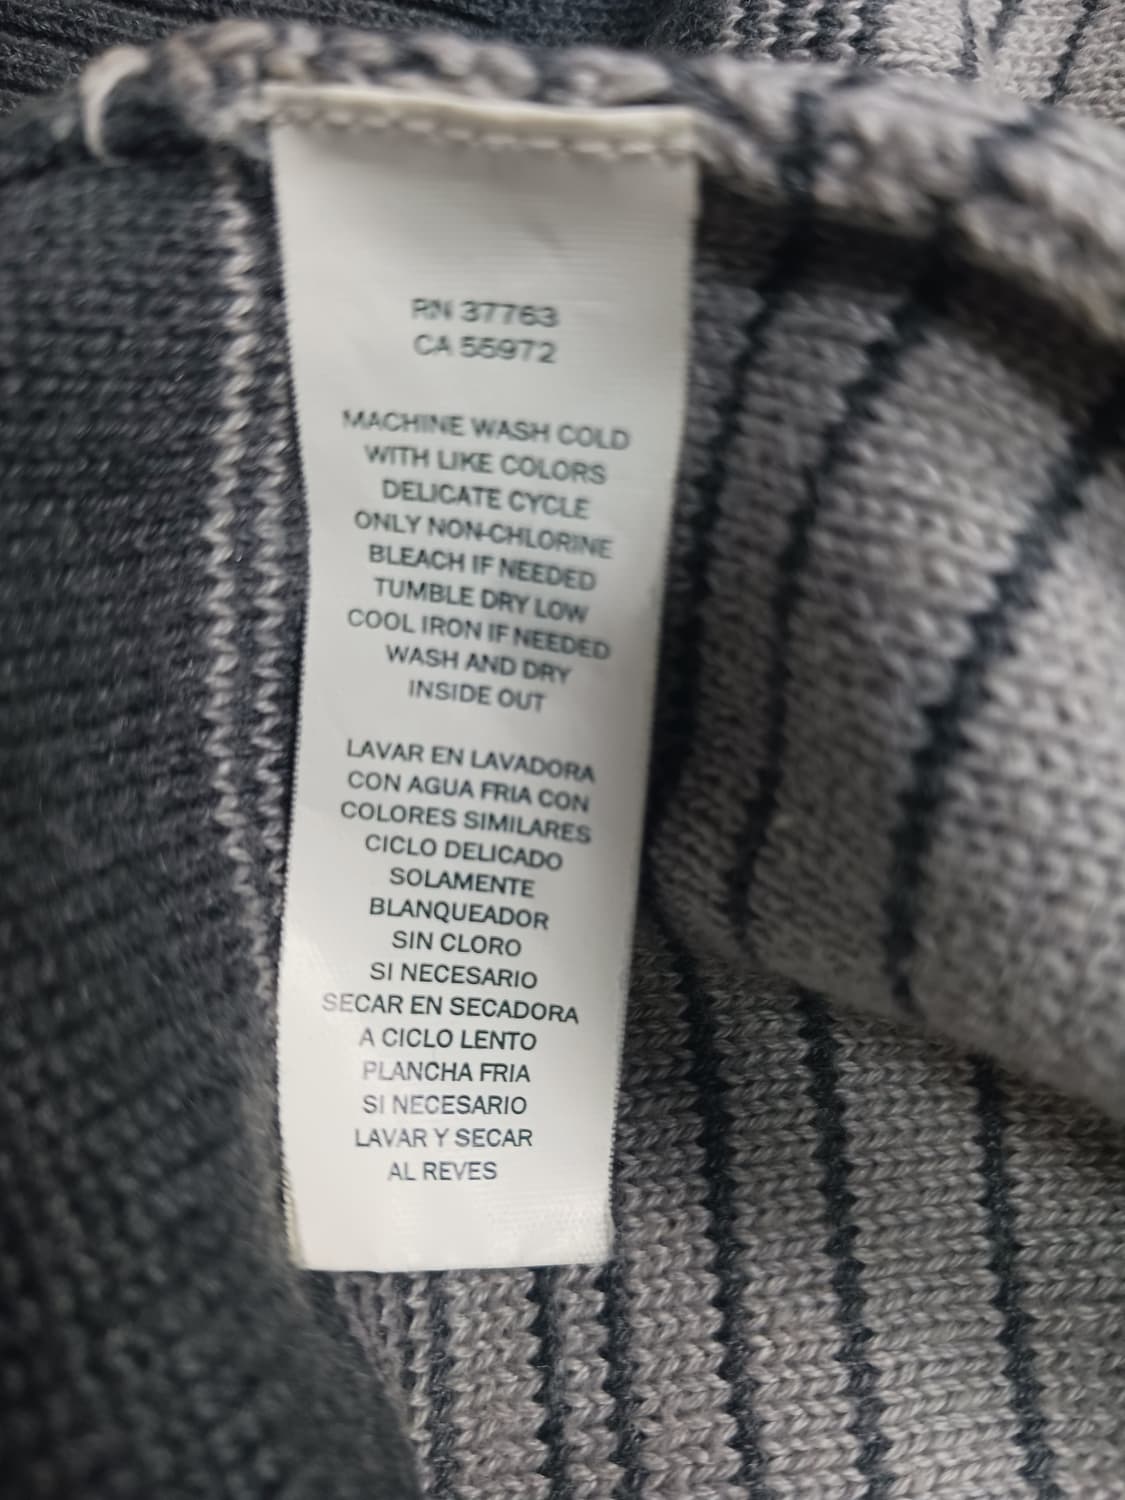 RN 37763
CA 55972
MACHINE WASH COLD
WITH LIKE COLORS
DELICATE CYCLE
ONLY NON-CHLORINE
BLEACH IF NEEDED
TUMBLE DRY LOW
COOL IRON IF NEEDED
WASH AND DRY
INSIDE OUT
LAVAR EN LAVADORA
CON AGUA FRIA CON
COLORES SIMILARES
CICLO DELICADO
SOLAMENTE
BLANQUEADOR
SIN CLORO
SI NECESARIO
SECAR EN SECADORA
A CICLO LENTO
PLANCHA FRIA
SI NECESARIO
LAVAR Y SECAR
AL REVES